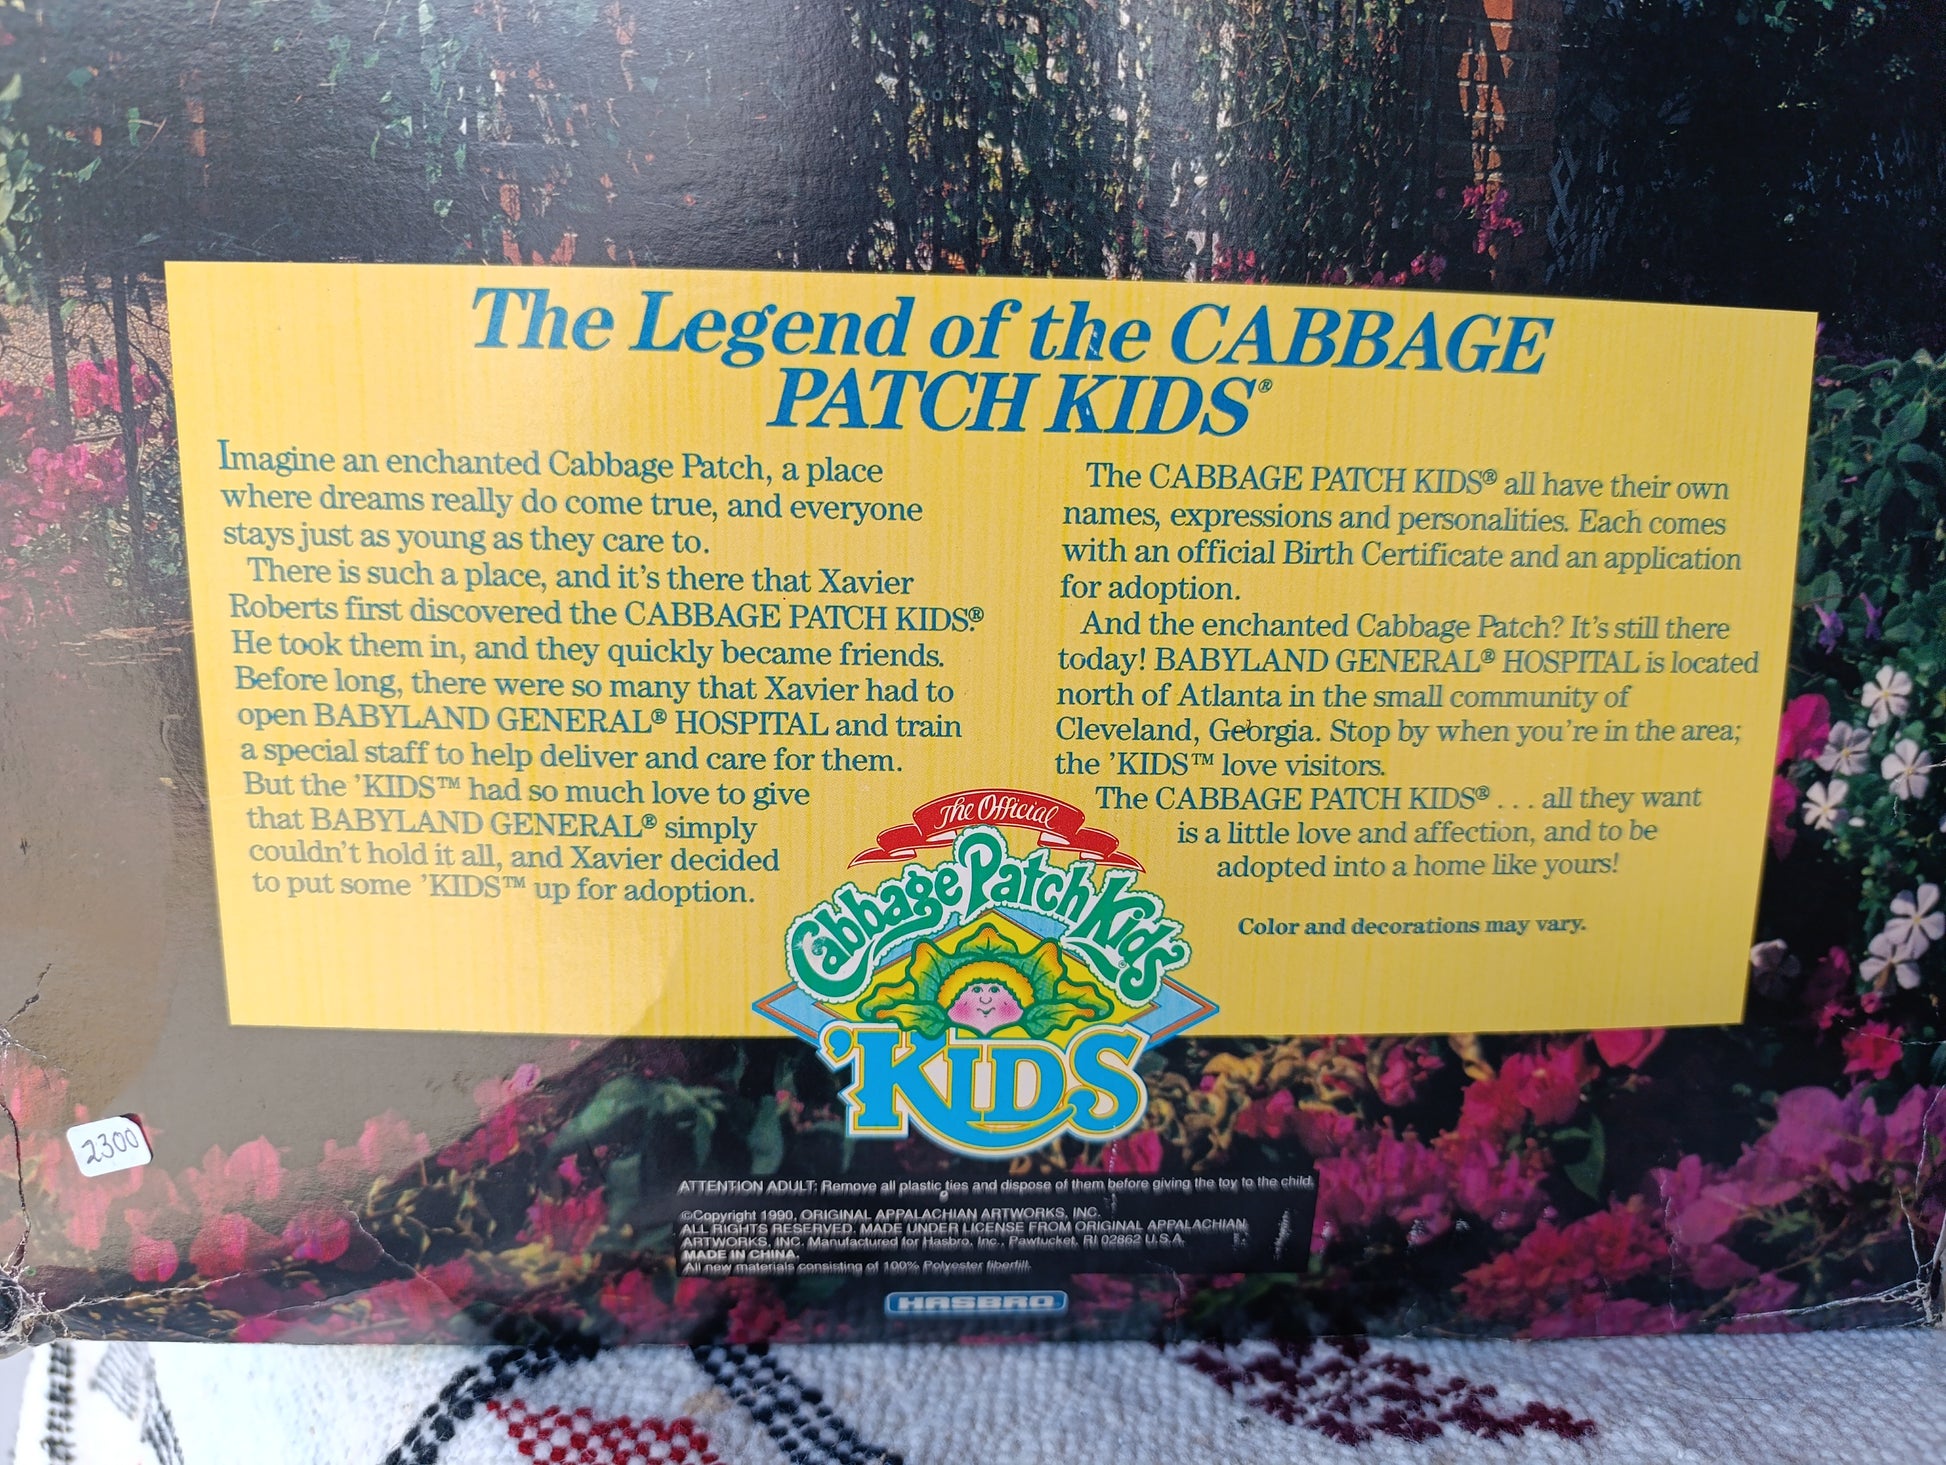 The Legend of the CABBAGE
PATCH KIDS®
Imagine an enchanted Cabbage Patch, a place
where dreams really do come true, and everyone
stays just as young as they care to.
There is such a place, and it's there that Xavier
Roberts first discovered the CABBAGE PATCH KIDS®.
He took them in, and they quickly became friends.
Before long, there were so many that Xavier had to
open BABYLAND GENERAL® HOSPITAL and train
a special staff to help deliver and care for them.
But the 'KIDS™ had so much love to give
that BABYLAND GENERAL® simply
couldn't hold it all, and Xavier decided
to put some 'KIDS™ up for adoption.
The CABBAGE PATCH KIDS® all have their own
names, expressions and personalities. Each comes
with an official Birth Certificate and an application
for adoption.
And the enchanted Cabbage Patch? It's still there
today! BABYLAND GENERAL® HOSPITAL is located
north of Atlanta in the small community of
Cleveland, Georgia. Stop by when you're in the area;
the 'KIDS™ love visitors.
The CABBAGE PATCH KIDS® . . . all they want
is a little love and affection, and to be
adopted into a home like yours!
Color and decorations may vary.
The Official
Cabbage Patch Kids®
'KIDS
2300
ATTENTION ADULT: Remove all plastic ties and dispose of them before giving the toy to the child.
©Copyright 1990, ORIGINAL APPALACHIAN ARTWORKS, INC.
ALL RIGHTS RESERVED. MADE UNDER LICENSE FROM ORIGINAL APPALACHIAN
ARTWORKS, INC. Manufactured for Hasbro, Inc., Pawtucket, RI 02862 U.S.A.
MADE IN CHINA.
All new materials consisting of 100% Polyester fiberfill.
HASBRO